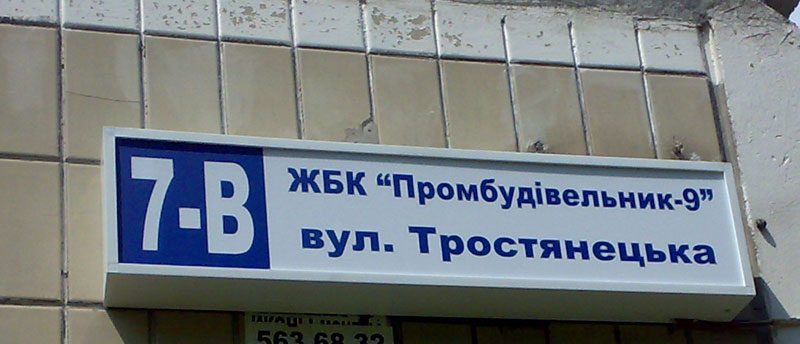 7-В
ЖБК “Промбудівельник-9”
вул. Тростянецька
563 68 32